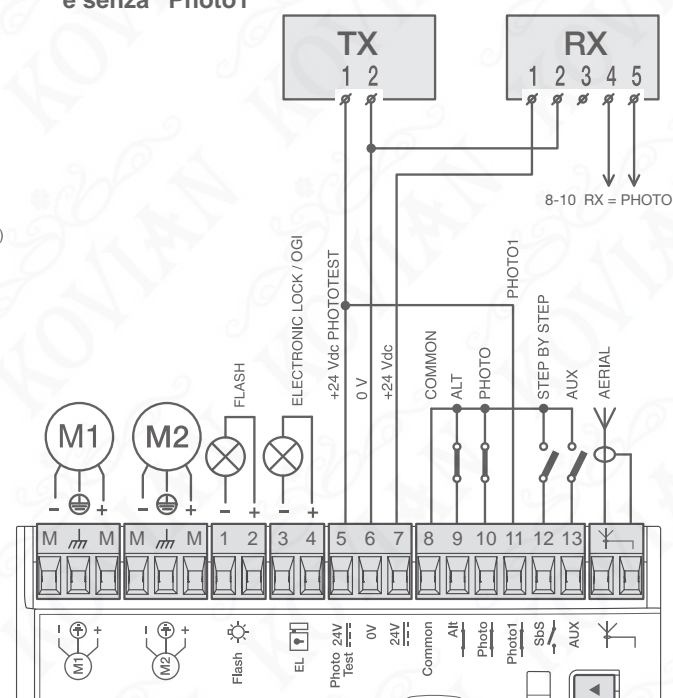 e senza "Photo1"
TX
1 2
RX
1 2 3 4 5
8-10 RX = PHOTO
)
FLASH
ELECTRONIC LOCK / OGI
+24 Vdc PHOTOTEST
0 V
+24 Vdc
COMMON
ALT
PHOTO
PHOTO1
STEP BY STEP
AUX
AERIAL
M1
M2
- +
- +
- +
- +
M M M M 1 2 3 4 5 6 7 8 9 10 11 12 13
- +
M1
- +
M2
Flash
EL
Photo 24V
Test
0V
24V
Common
Alt
Photo
Photo1
SbS
AUX
KOVIAN